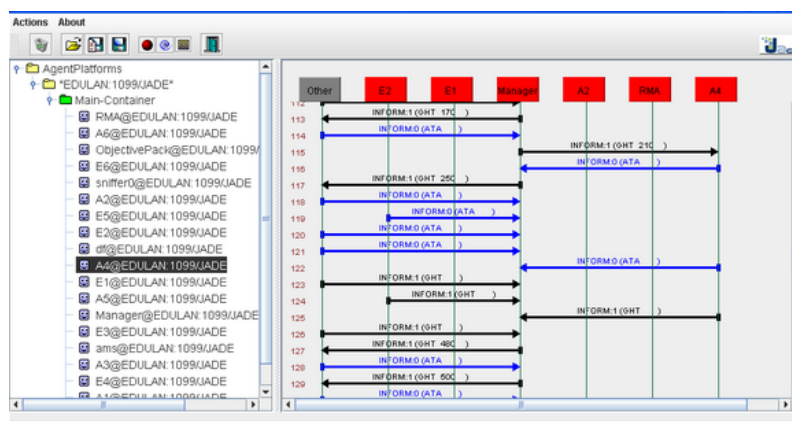 Actions About
AgentPlatforms
"EDULAN:1099/JADE"
Main-Container
RMA@EDULAN:1099/JADE
A6@EDULAN:1099/JADE
ObjectivePack@EDULAN:1099/
E6@EDULAN:1099/JADE
sniffer0@EDULAN:1099/JADE
A2@EDULAN:1099/JADE
E5@EDULAN:1099/JADE
E2@EDULAN:1099/JADE
df@EDULAN:1099/JADE
A4@EDULAN:1099/JADE
E1@EDULAN:1099/JADE
A5@EDULAN:1099/JADE
Manager@EDULAN:1099/JADE
E3@EDULAN:1099/JADE
ams@EDULAN:1099/JADE
A3@EDULAN:1099/JADE
E4@EDULAN:1099/JADE
A1@EDULAN:1099/JADE
Other E2 E1 Manager A2 RMA A4
112
INFORM:1 (GHT 170 )
113
INFORM:0 (ATA )
114
INFORM:1 (GHT 210 )
115
INFORM:0 (ATA )
116
INFORM:1 (GHT 250 )
117
INFORM:0 (ATA )
118
INFORM:0 (ATA )
119
INFORM:0 (ATA )
120
INFORM:0 (ATA )
121
INFORM:0 (ATA )
122
INFORM:1 (GHT )
123
INFORM:1 (GHT )
124
INFORM:1 (GHT )
125
INFORM:1 (GHT )
126
INFORM:1 (GHT 480 )
127
INFORM:0 (ATA )
128
INFORM:1 (GHT 500 )
129
INFORM:0 (ATA )